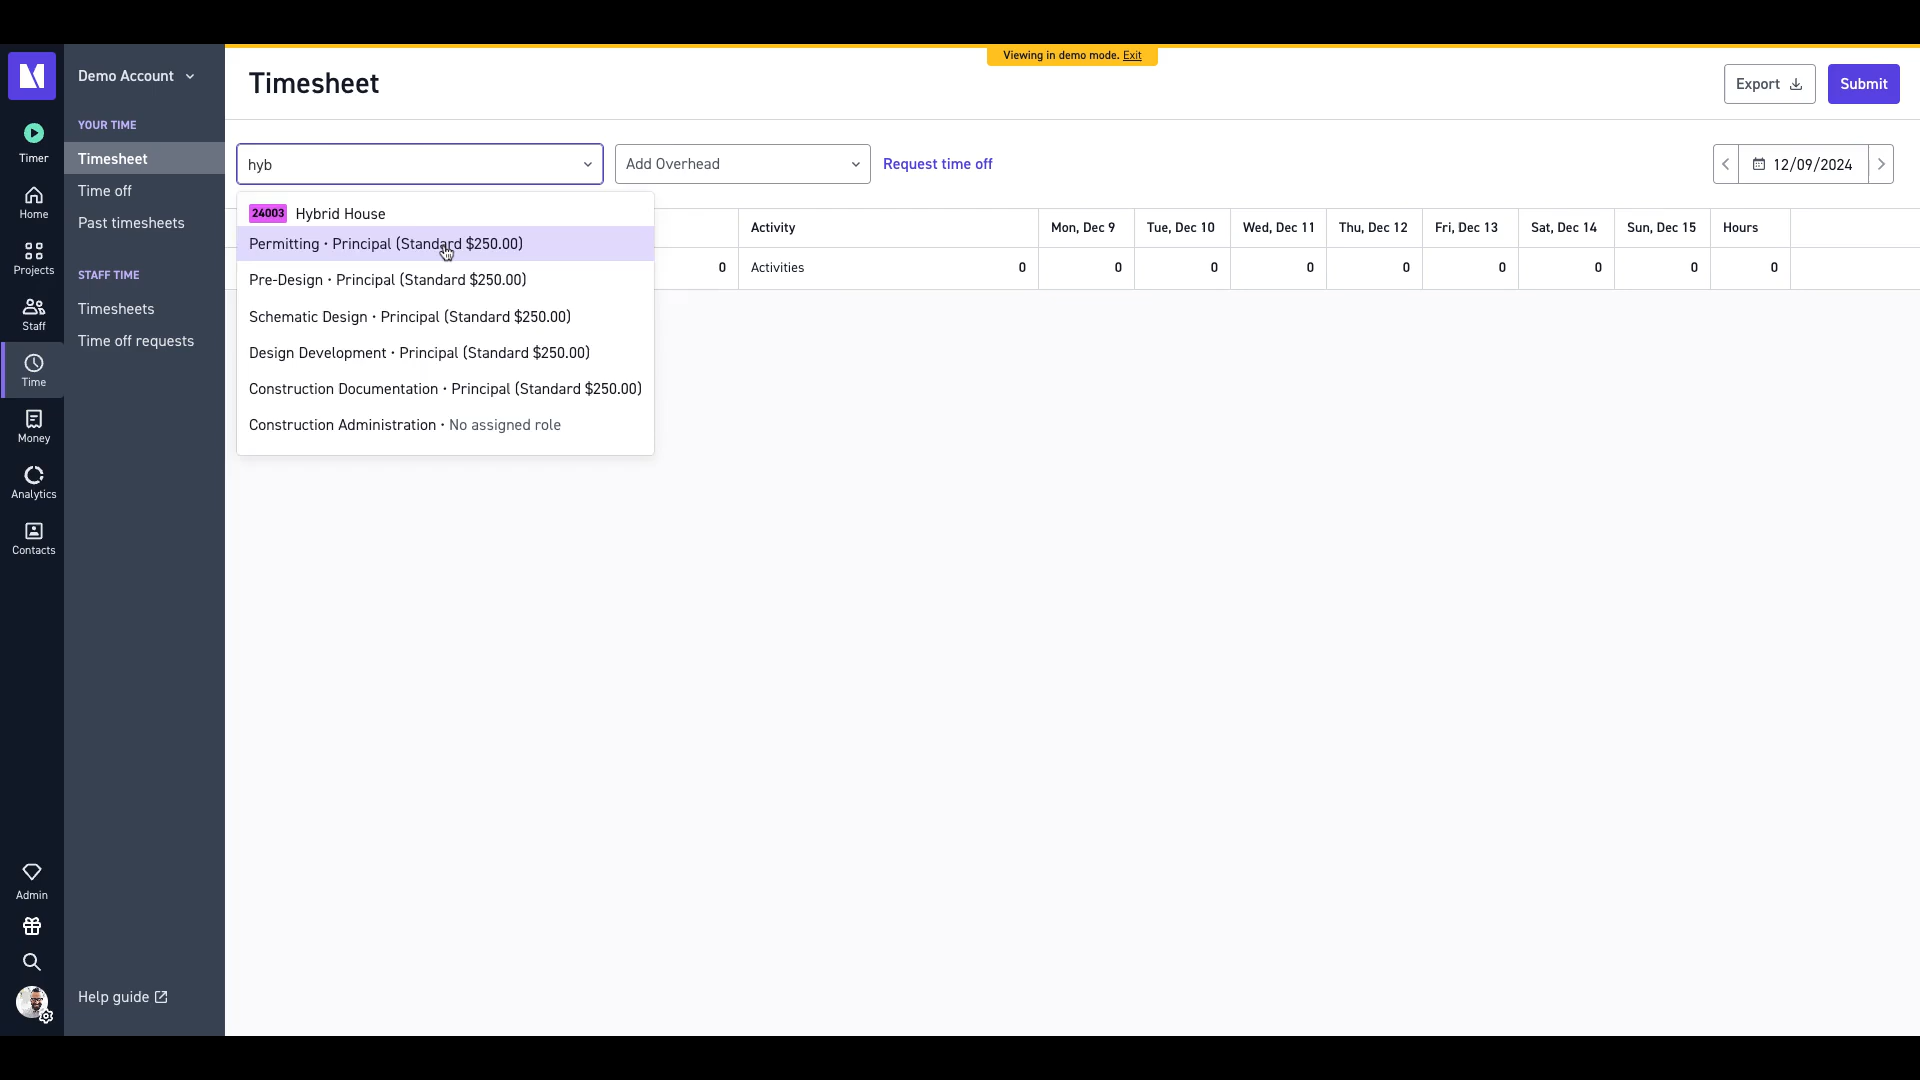 Viewing in demo mode. Exit
Demo Account
Timesheet
Export
Submit
YOUR TIME
Timesheet
Time off
Past timesheets
STAFF TIME
Timesheets
Time off requests
Help guide
Timer
Home
Projects
Staff
Time
Money
Analytics
Contacts
Admin
hyb
Add Overhead
Request time off
12/09/2024
24003 Hybrid House
Permitting · Principal (Standard $250.00)
Pre-Design · Principal (Standard $250.00)
Schematic Design · Principal (Standard $250.00)
Design Development · Principal (Standard $250.00)
Construction Documentation · Principal (Standard $250.00)
Construction Administration · No assigned role
Activity Mon, Dec 9 Tue, Dec 10 Wed, Dec 11 Thu, Dec 12 Fri, Dec 13 Sat, Dec 14 Sun, Dec 15 Hours
0 Activities 0 0 0 0 0 0 0 0 0